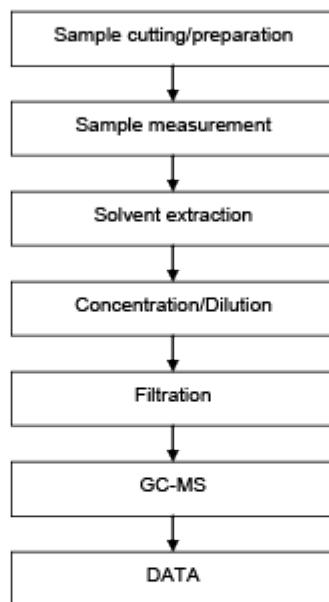 Sample cutting/preparation
Sample measurement
Solvent extraction
Concentration/Dilution
Filtration
GC-MS
DATA